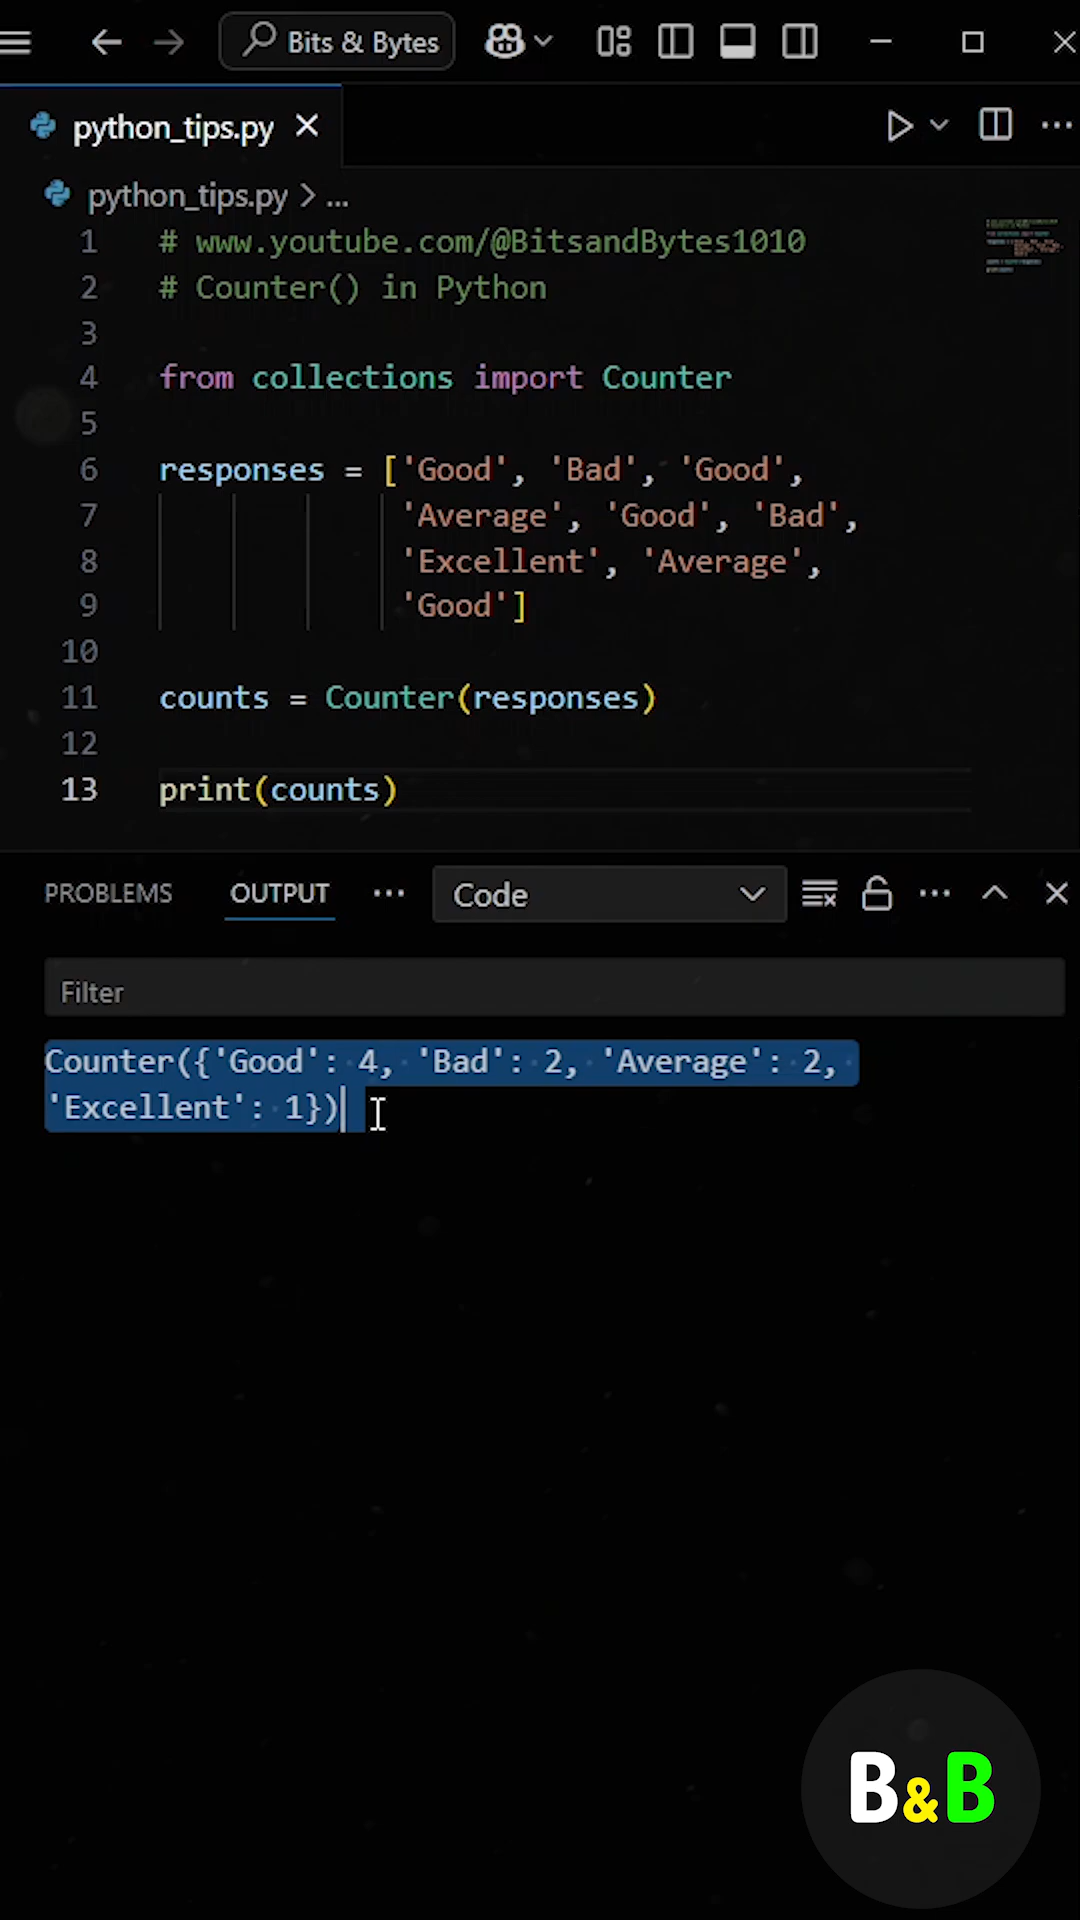 Bits & Bytes
python_tips.py
python_tips.py > ...
1 # www.youtube.com/@BitsandBytes1010
2 # Counter() in Python
3
4 from collections import Counter
5
6 responses = ['Good', 'Bad', 'Good',
7 'Average', 'Good', 'Bad',
8 'Excellent', 'Average',
9 'Good']
10
11 counts = Counter(responses)
12
13 print(counts)
PROBLEMS OUTPUT ... Code
Filter
Counter({'Good': 4, 'Bad': 2, 'Average': 2,
'Excellent': 1})
B&B